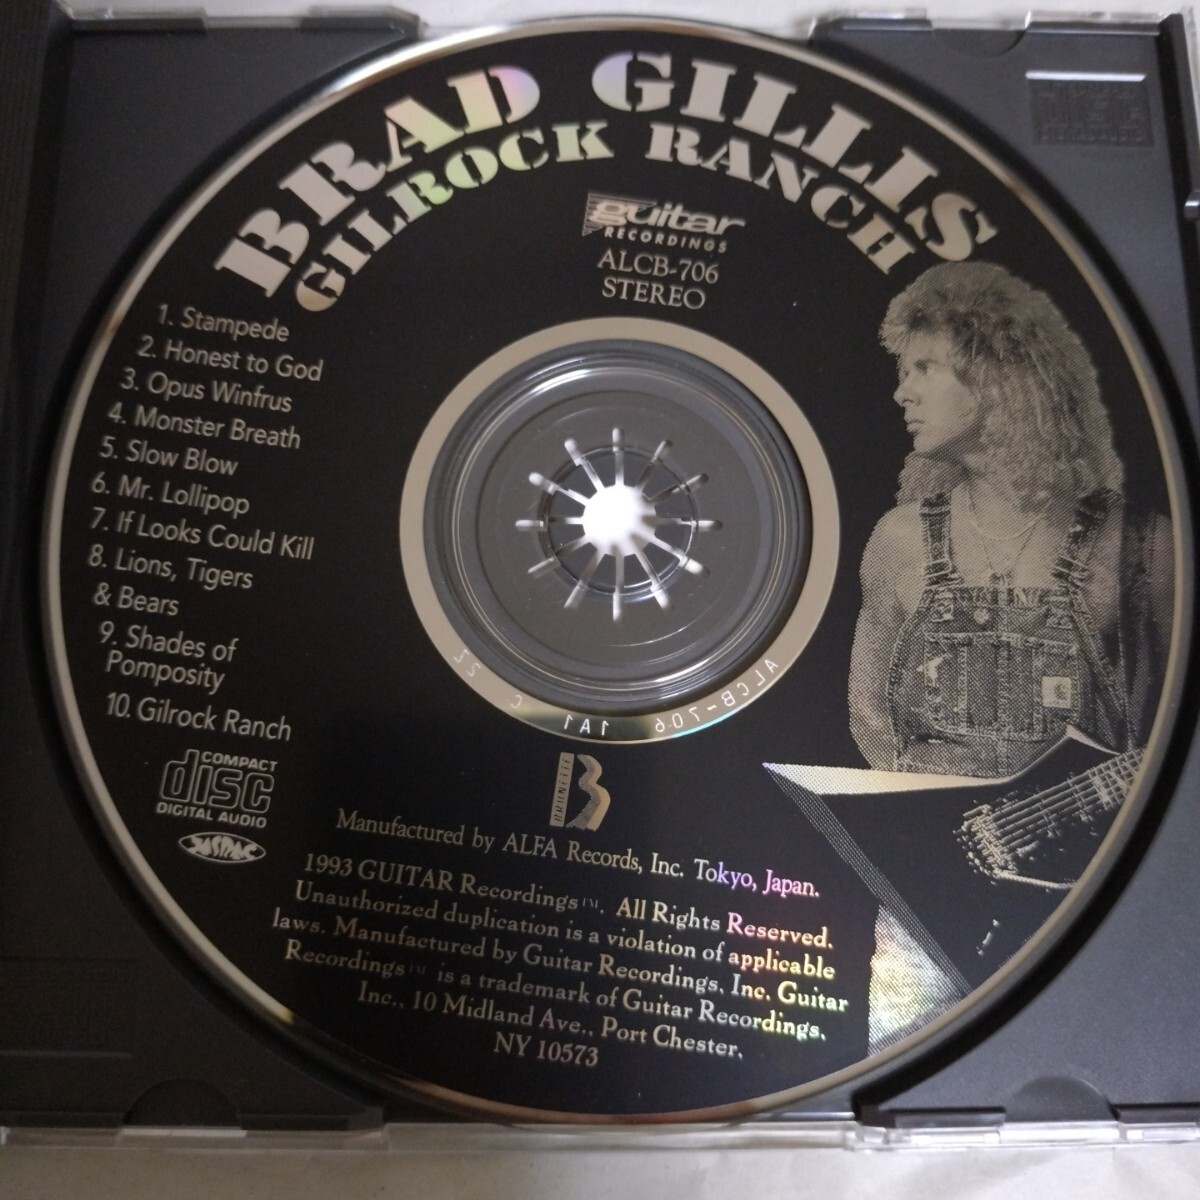 BRAD GILLIS
GILROCK RANCH
guitar
RECORDINGS
ALCB-706
STEREO
1. Stampede
2. Honest to God
3. Opus Winfrus
4. Monster Breath
5. Slow Blow
6. Mr. Lollipop
7. If Looks Could Kill
8. Lions, Tigers
& Bears
9. Shades of
Pomposity
10. Gilrock Ranch
COMPACT
disc
DIGITAL AUDIO
JASRAC
ALCB-706 1A1 C 22
BRUNETTE
B
Manufactured by ALFA Records, Inc. Tokyo, Japan.
1993 GUITAR Recordings™. All Rights Reserved.
Unauthorized duplication is a violation of applicable
laws. Manufactured by Guitar Recordings, Inc. Guitar
Recordings™ is a trademark of Guitar Recordings,
Inc., 10 Midland Ave., Port Chester,
NY 10573